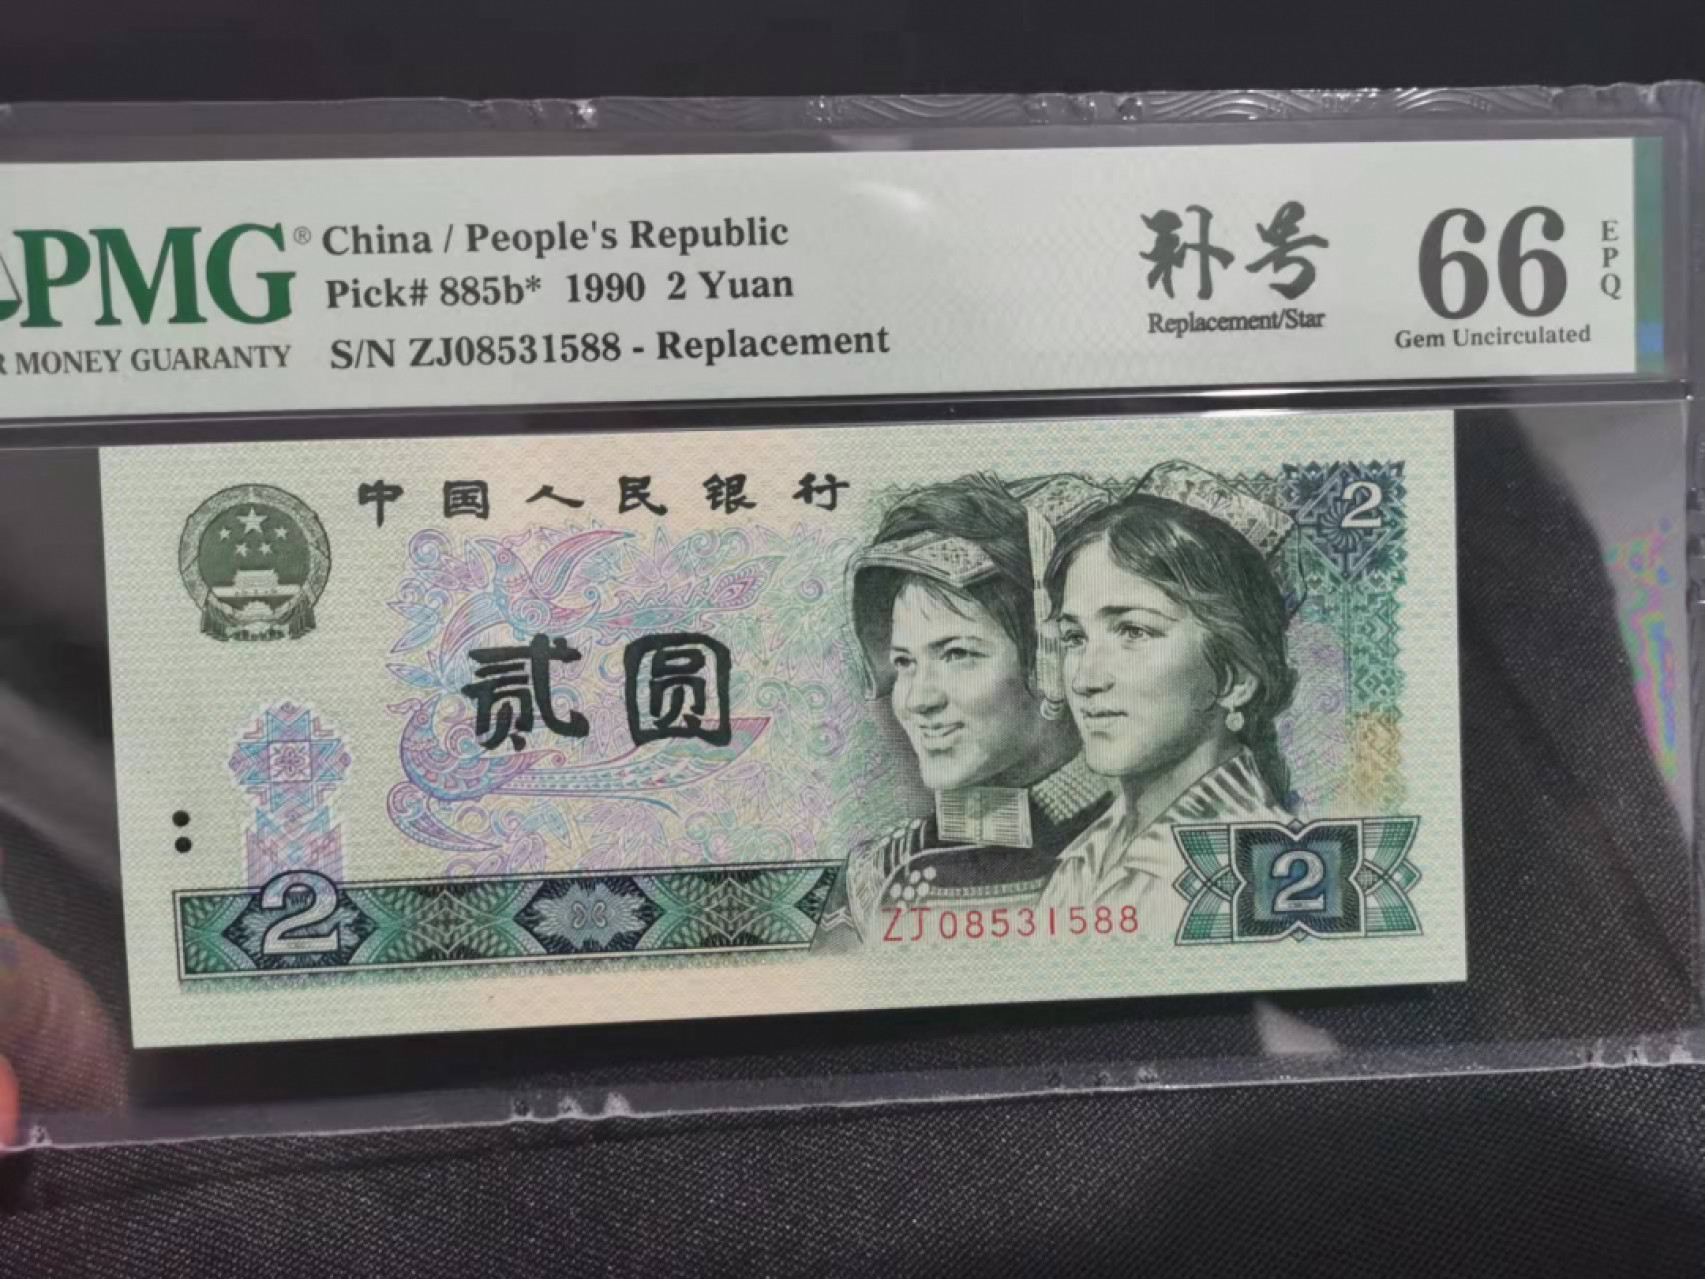 PMG® China / People's Republic
Pick# 885b* 1990 2 Yuan
S/N ZJ08531588 - Replacement
R MONEY GUARANTY
补号
Replacement/Star
66
EPQ
Gem Uncirculated
中国人民银行
2
贰圆
2
2
ZJ08531588